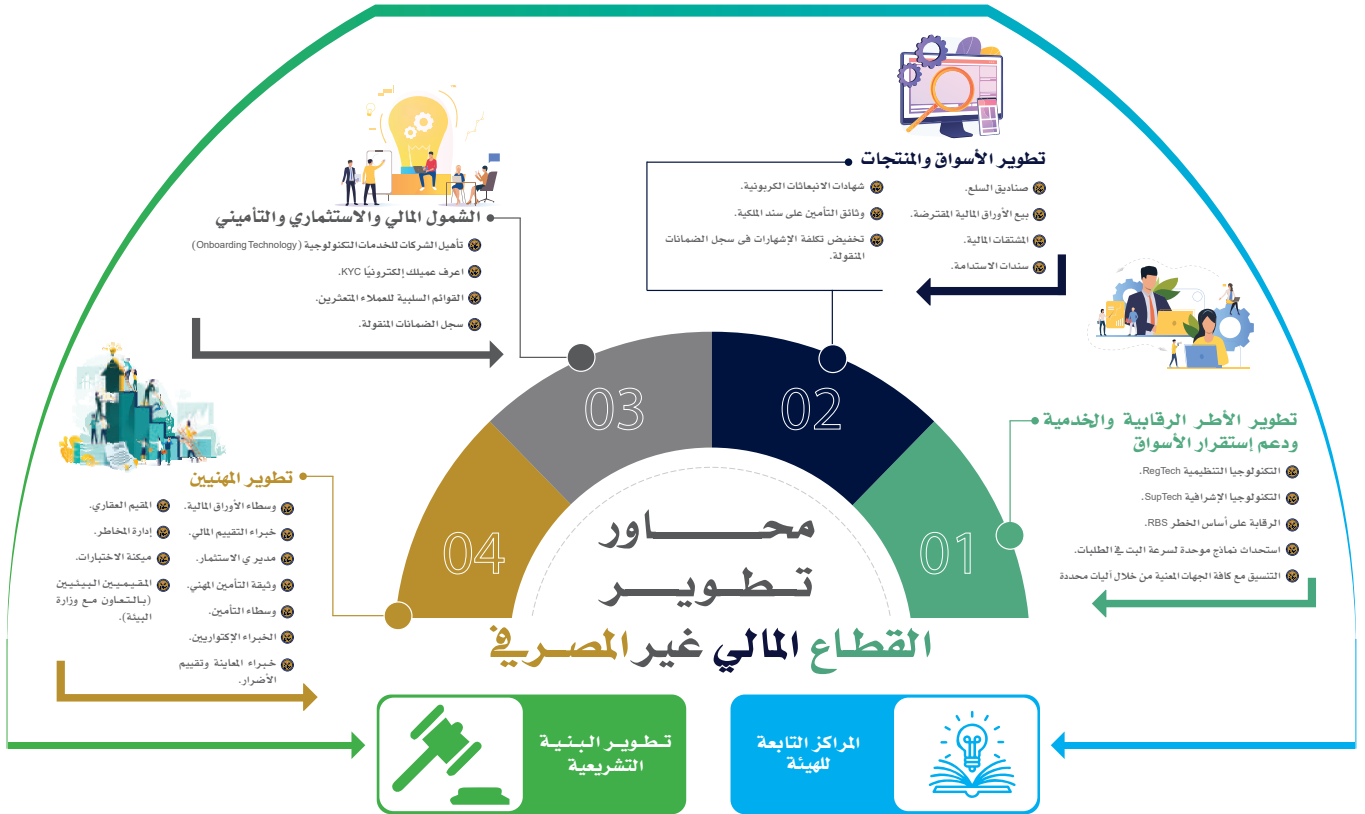 محاور
تطوير
القطاع المالي غير المصرفي
01
تطوير الأطر الرقابية والخدمية
ودعم إستقرار الأسواق
التكنولوجيا التنظيمية RegTech.
التكنولوجيا الإشرافية SupTech.
الرقابة على أساس الخطر RBS.
استحداث نماذج موحدة لسرعة البت في الطلبات.
التنسيق مع كافة الجهات المعنية من خلال آليات محددة
02
تطوير الأسواق والمنتجات
صناديق السلع.
بيع الأوراق المالية المقترضة.
المشتقات المالية.
سندات الاستدامة.
شهادات الانبعاثات الكربونية.
وثائق التأمين على سند الملكية.
تخفيض تكلفة الإشهارات فى سجل الضمانات
المنقولة.
03
الشمول المالي والاستثماري والتأميني
تأهيل الشركات للخدمات التكنولوجية (Onboarding Technology)
اعرف عميلك إلكترونيًا KYC.
القوائم السلبية للعملاء المتعثرين.
سجل الضمانات المنقولة.
04
تطوير المهنيين
وسطاء الأوراق المالية.
خبراء التقييم المالي.
مديري الاستثمار.
وثيقة التأمين المهني.
وسطاء التأمين.
الخبراء الإكتواريين.
خبراء المعاينة وتقييم
الأضرار.
المقيم العقاري.
إدارة المخاطر.
ميكنة الاختبارات.
المقيميين البيئيين
(بالتعاون مع وزارة
البيئة).
المراكز التابعة
للهيئة
تطوير البنية
التشريعية